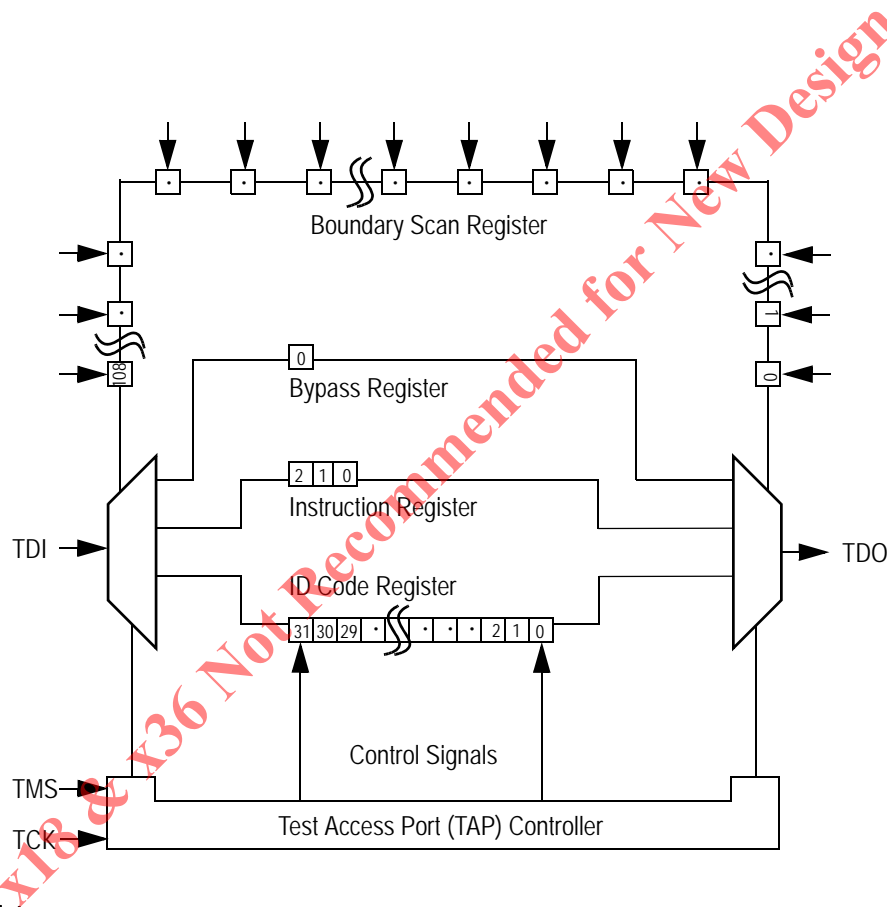 x18 & x36 Not Recommended for New Design
· · · · · · · ·
Boundary Scan Register
· ·
· 1
108 0
0
Bypass Register
2 1 0
Instruction Register
TDI
TDO
ID Code Register
31 30 29 · · · · 2 1 0
Control Signals
TMS
Test Access Port (TAP) Controller
TCK